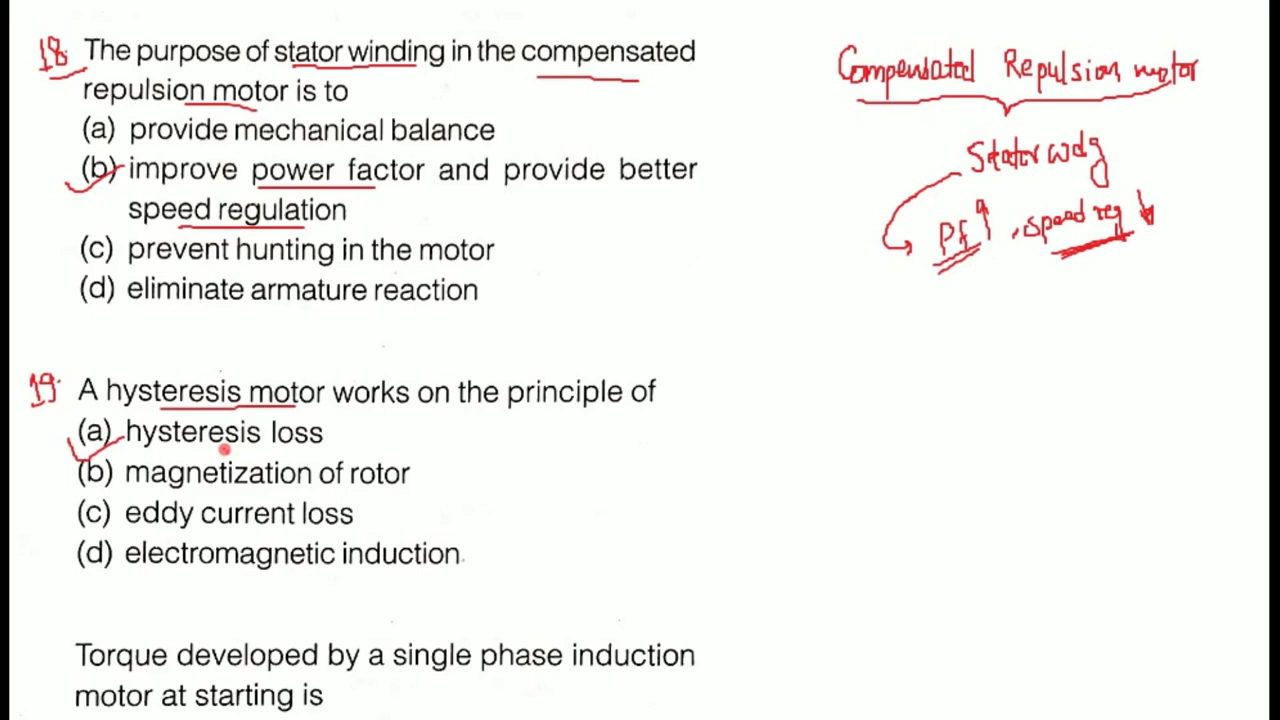 18. The purpose of stator winding in the compensated
repulsion motor is to
(a) provide mechanical balance
(b) improve power factor and provide better
speed regulation
(c) prevent hunting in the motor
(d) eliminate armature reaction
Compensated Repulsion motor
Stator wdg
Pf↑, speed reg ↓
19. A hysteresis motor works on the principle of
(a) hysteresis loss
(b) magnetization of rotor
(c) eddy current loss
(d) electromagnetic induction
Torque developed by a single phase induction
motor at starting is